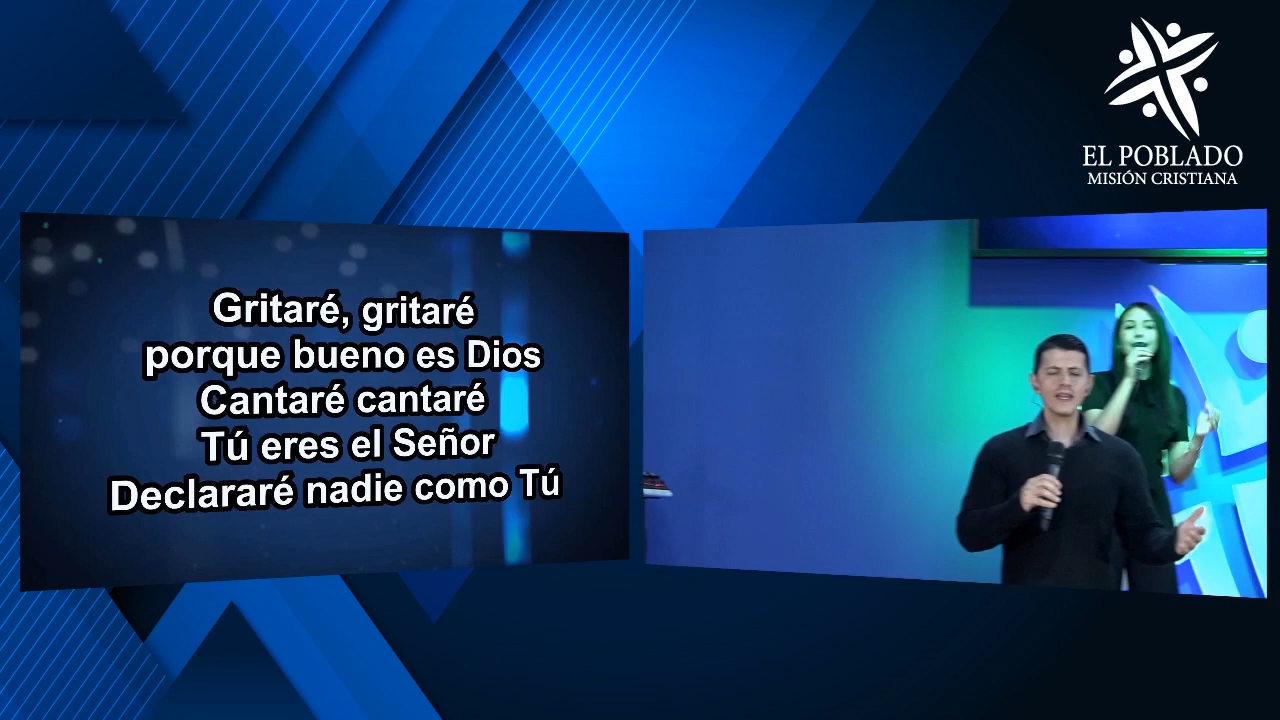 EL POBLADO
MISIÓN CRISTIANA
Gritaré, gritaré
porque bueno es Dios
Cantaré cantaré
Tú eres el Señor
Declararé nadie como Tú